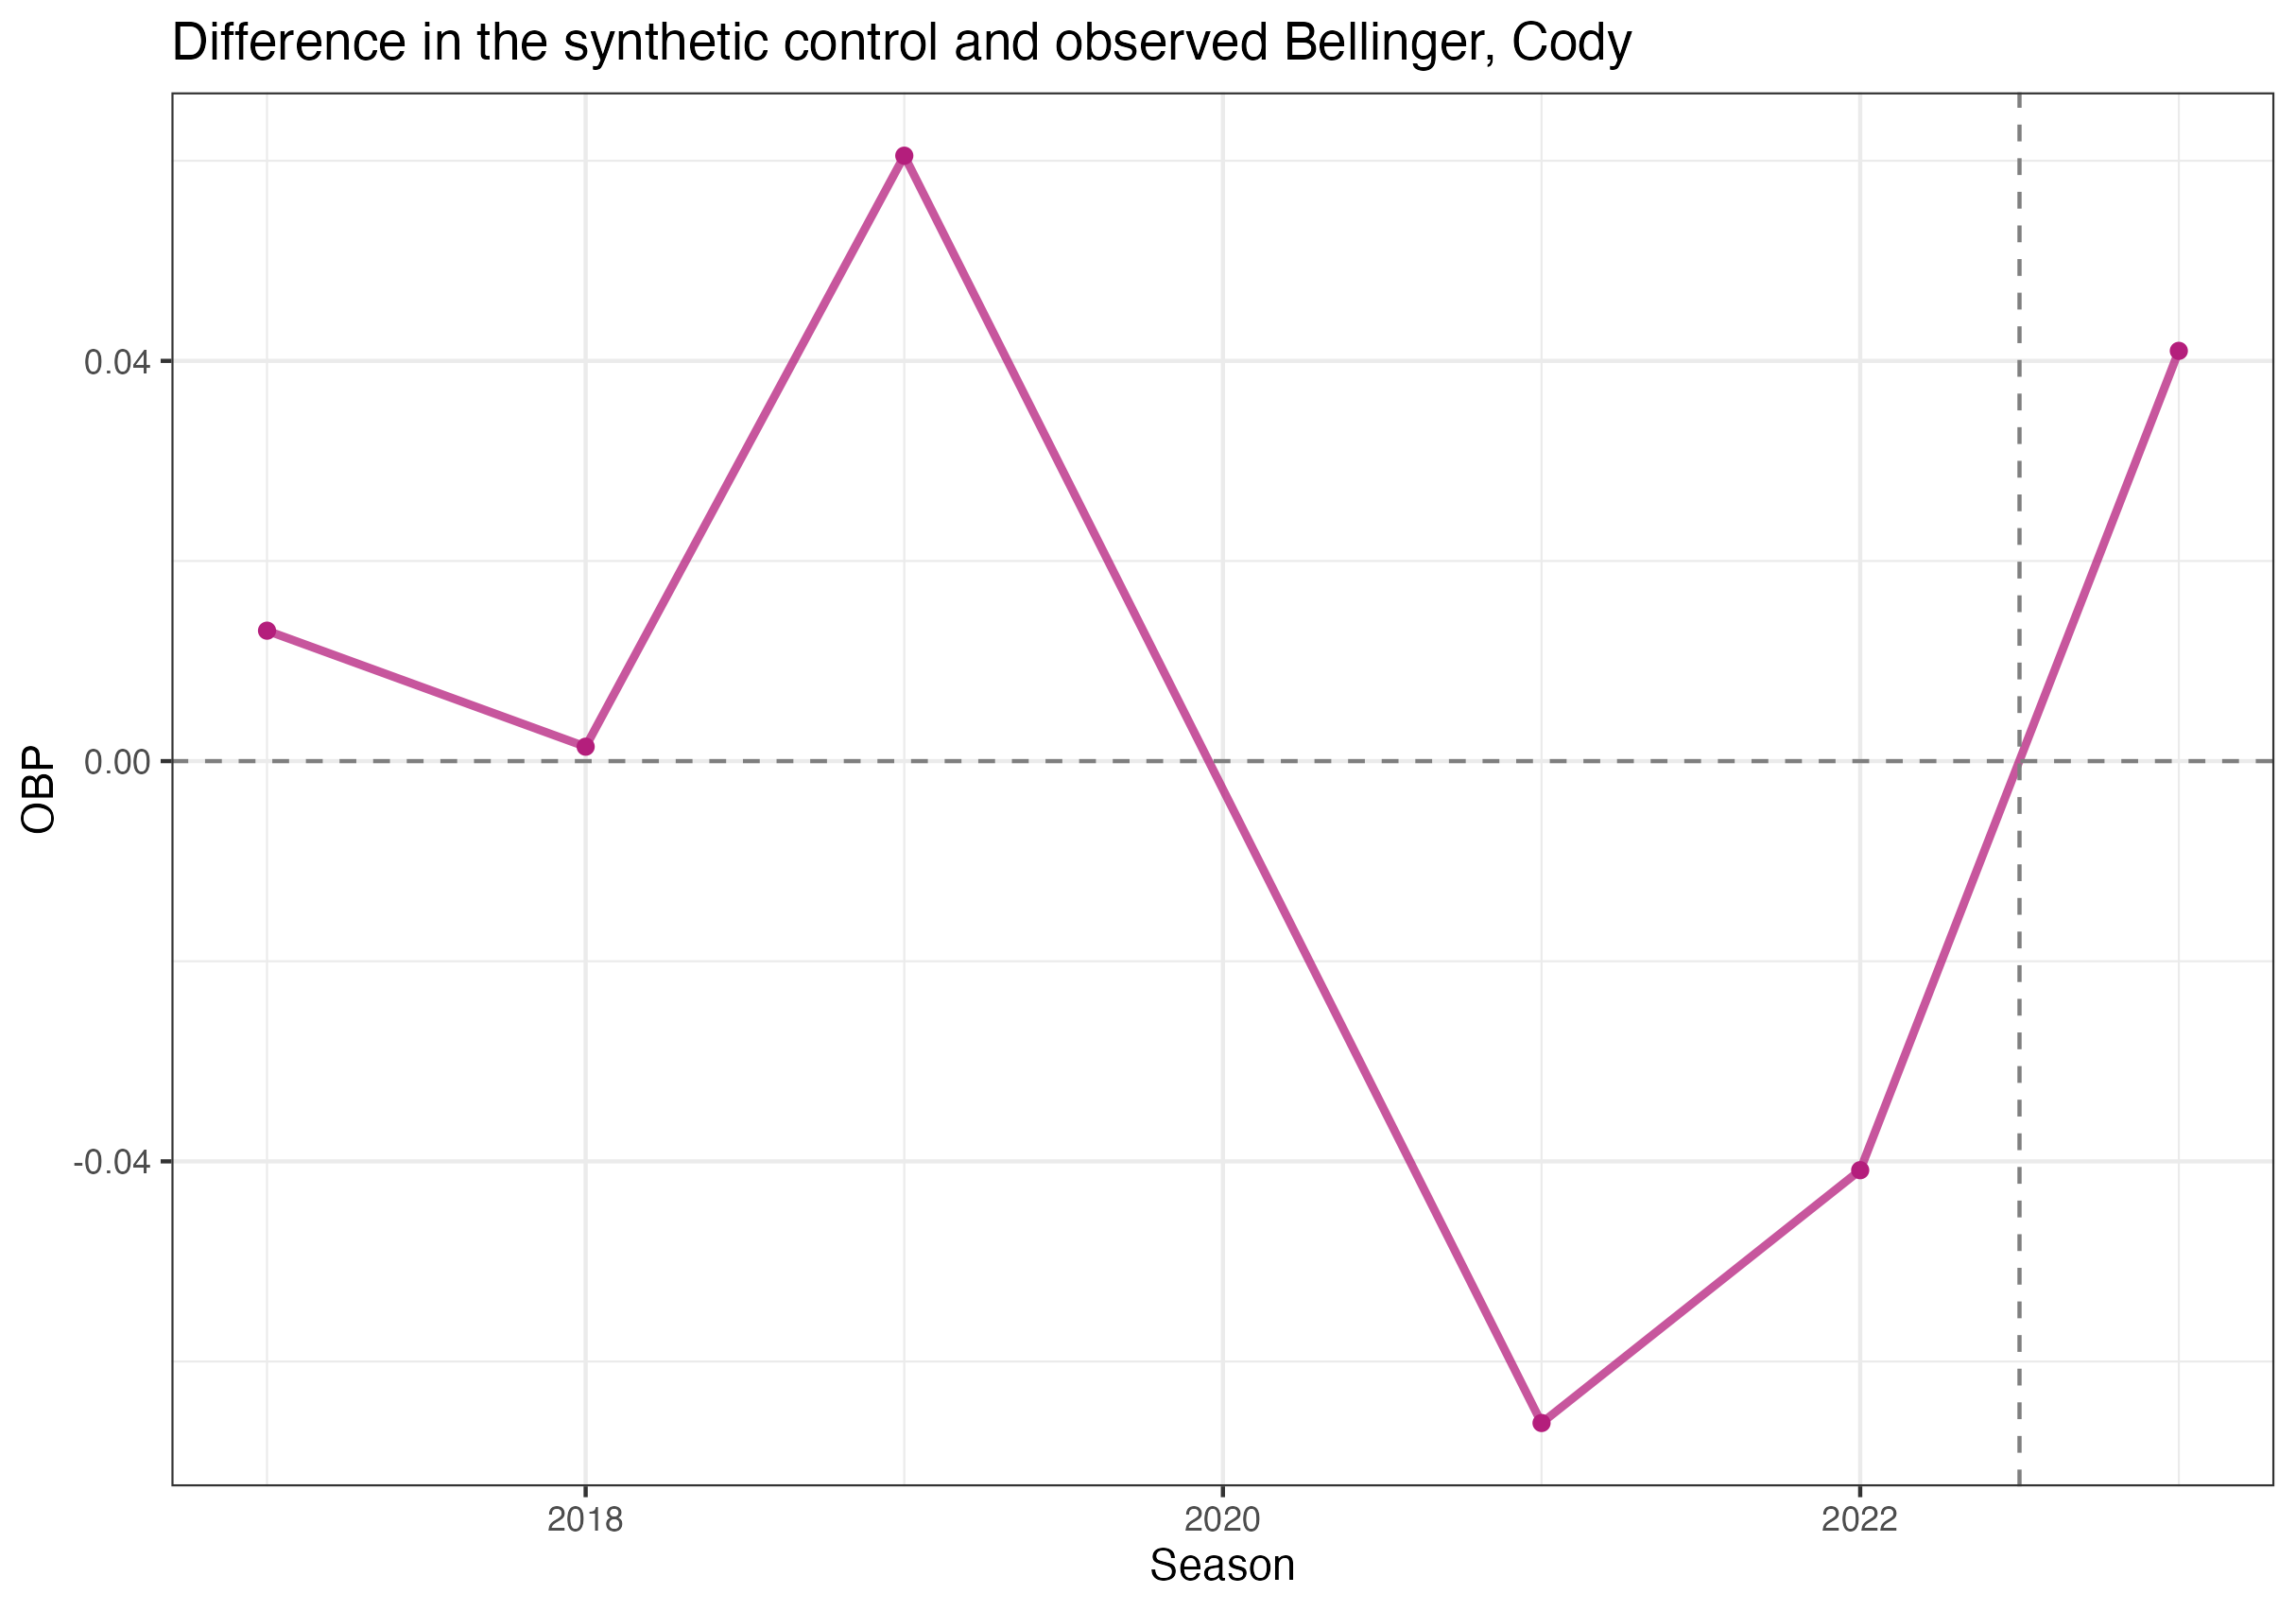 Difference in the synthetic control and observed Bellinger, Cody
OBP
0.04
0.00
-0.04
2018
2020
2022
Season